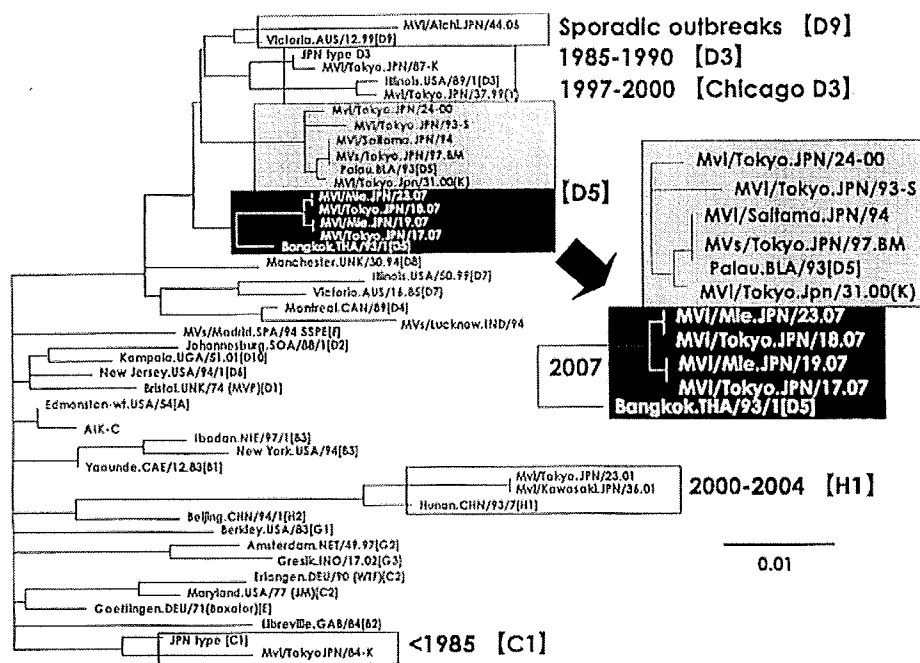 MVi/Aichi.JPN/44.06
Victoria.AUS/12.99[D9]
Sporadic outbreaks 【D9】
JPN type D3
MVi/Tokyo.JPN/87-K
1985-1990 【D3】
Illinois.USA/89/1[D3]
MVi/Tokyo.JPN/37.99(Y)
1997-2000 【Chicago D3】
MVi/Tokyo.JPN/24-00
MVi/Tokyo.JPN/93-S
MVi/Saitama.JPN/94
MVs/Tokyo.JPN/97.BM
Palau.BLA/93[D5]
MVi/Tokyo.Jpn/31.00(K)
MVi/Mie.JPN/23.07
MVi/Tokyo.JPN/18.07
MVi/Mie.JPN/19.07
MVi/Tokyo.JPN/17.07
Bangkok.THA/93/1[D5]
【D5】
MVi/Tokyo.JPN/24-00
MVi/Tokyo.JPN/93-S
MVi/Saitama.JPN/94
MVs/Tokyo.JPN/97.BM
Palau.BLA/93[D5]
MVi/Tokyo.Jpn/31.00(K)
MVi/Mie.JPN/23.07
MVi/Tokyo.JPN/18.07
2007
MVi/Mie.JPN/19.07
MVi/Tokyo.JPN/17.07
Bangkok.THA/93/1[D5]
Manchester.UNK/30.94[D8]
Illinois.USA/50.99[D7]
Victoria.AUS/16.85[D7]
Montreal.CAN/89[D4]
MVs/Lucknow.IND/94
MVs/Madrid.SPA/94 SSPE[F]
Johannesburg.SOA/88/1[D2]
Kampala.UGA/51.01[D10]
New Jersey.USA/94/1[D6]
Bristol.UNK/74 (MVP)[D1]
Edmonston-wt.USA/54[A]
AIK-C
Ibadan.NIE/97/1[B3]
New York.USA/94[B3]
Yaounde.CAE/12.83[B1]
MVi/Tokyo.JPN/23.01
MVi/Kawasaki.JPN/36.01
Hunan.CHN/93/7[H1]
2000-2004 【H1】
Beijing.CHN/94/1[H2]
Berkley.USA/83[G1]
Amsterdam.NET/49.97[G2]
Gresik.INO/17.02[G3]
0.01
Erlangen.DEU/90 (WTF)[C2]
Maryland.USA/77 (JM)[C2]
Goettingen.DEU/71(Boxalor)[E]
Libreville.GAB/84[B2]
JPN type [C1]
MVi/TokyoJPN/84-K
<1985 【C1】